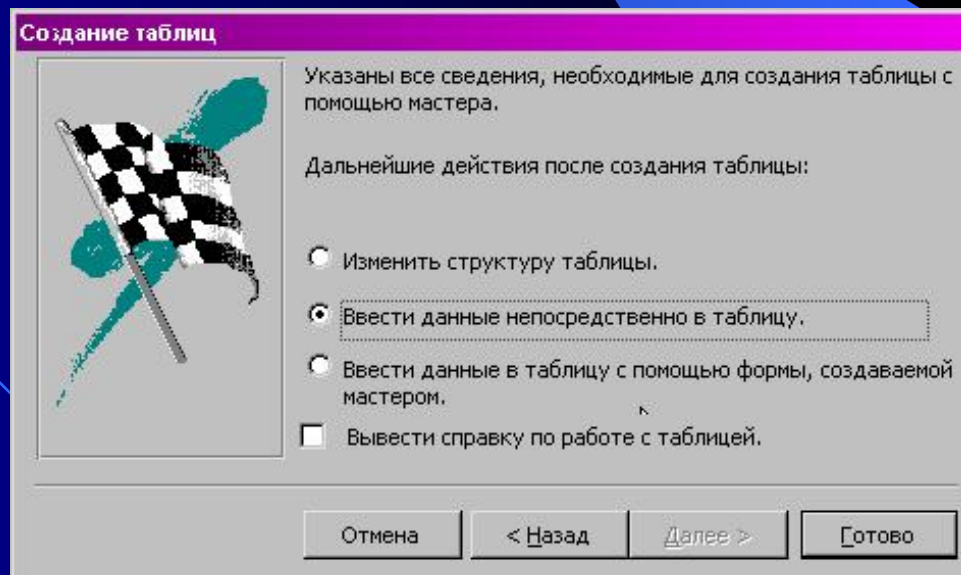 Создание таблиц
Указаны все сведения, необходимые для создания таблицы с
помощью мастера.
Дальнейшие действия после создания таблицы:
Изменить структуру таблицы.
Ввести данные непосредственно в таблицу.
Ввести данные в таблицу с помощью формы, создаваемой
мастером.
Вывести справку по работе с таблицей.
Отмена
< Назад
Далее >
Готово